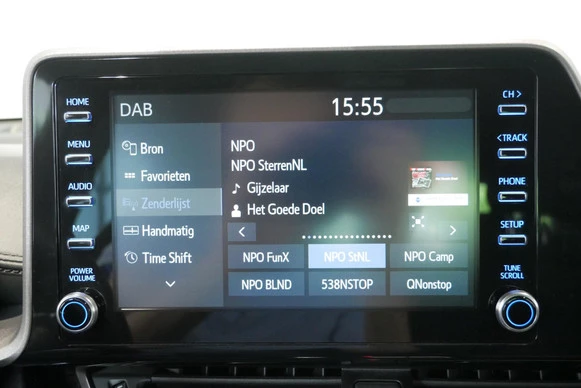 DAB
15:55
HOME
MENU
AUDIO
MAP
POWER
VOLUME
Bron
Favorieten
Zenderlijst
Handmatig
Time Shift
NPO
NPO SterrenNL
Gijzelaar
Het Goede Doel
NPO FunX
NPO StNL
NPO Camp
NPO BLND
538NSTOP
QNonstop
CH >
< TRACK
PHONE
SETUP
TUNE
SCROLL